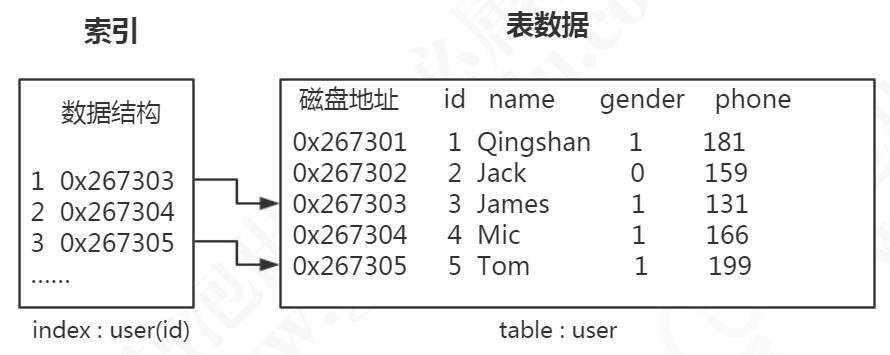 索引
表数据
数据结构
1 0x267303
2 0x267304
3 0x267305
......
index : user(id)
磁盘地址 id name gender phone
0x267301 1 Qingshan 1 181
0x267302 2 Jack 0 159
0x267303 3 James 1 131
0x267304 4 Mic 1 166
0x267305 5 Tom 1 199
table : user